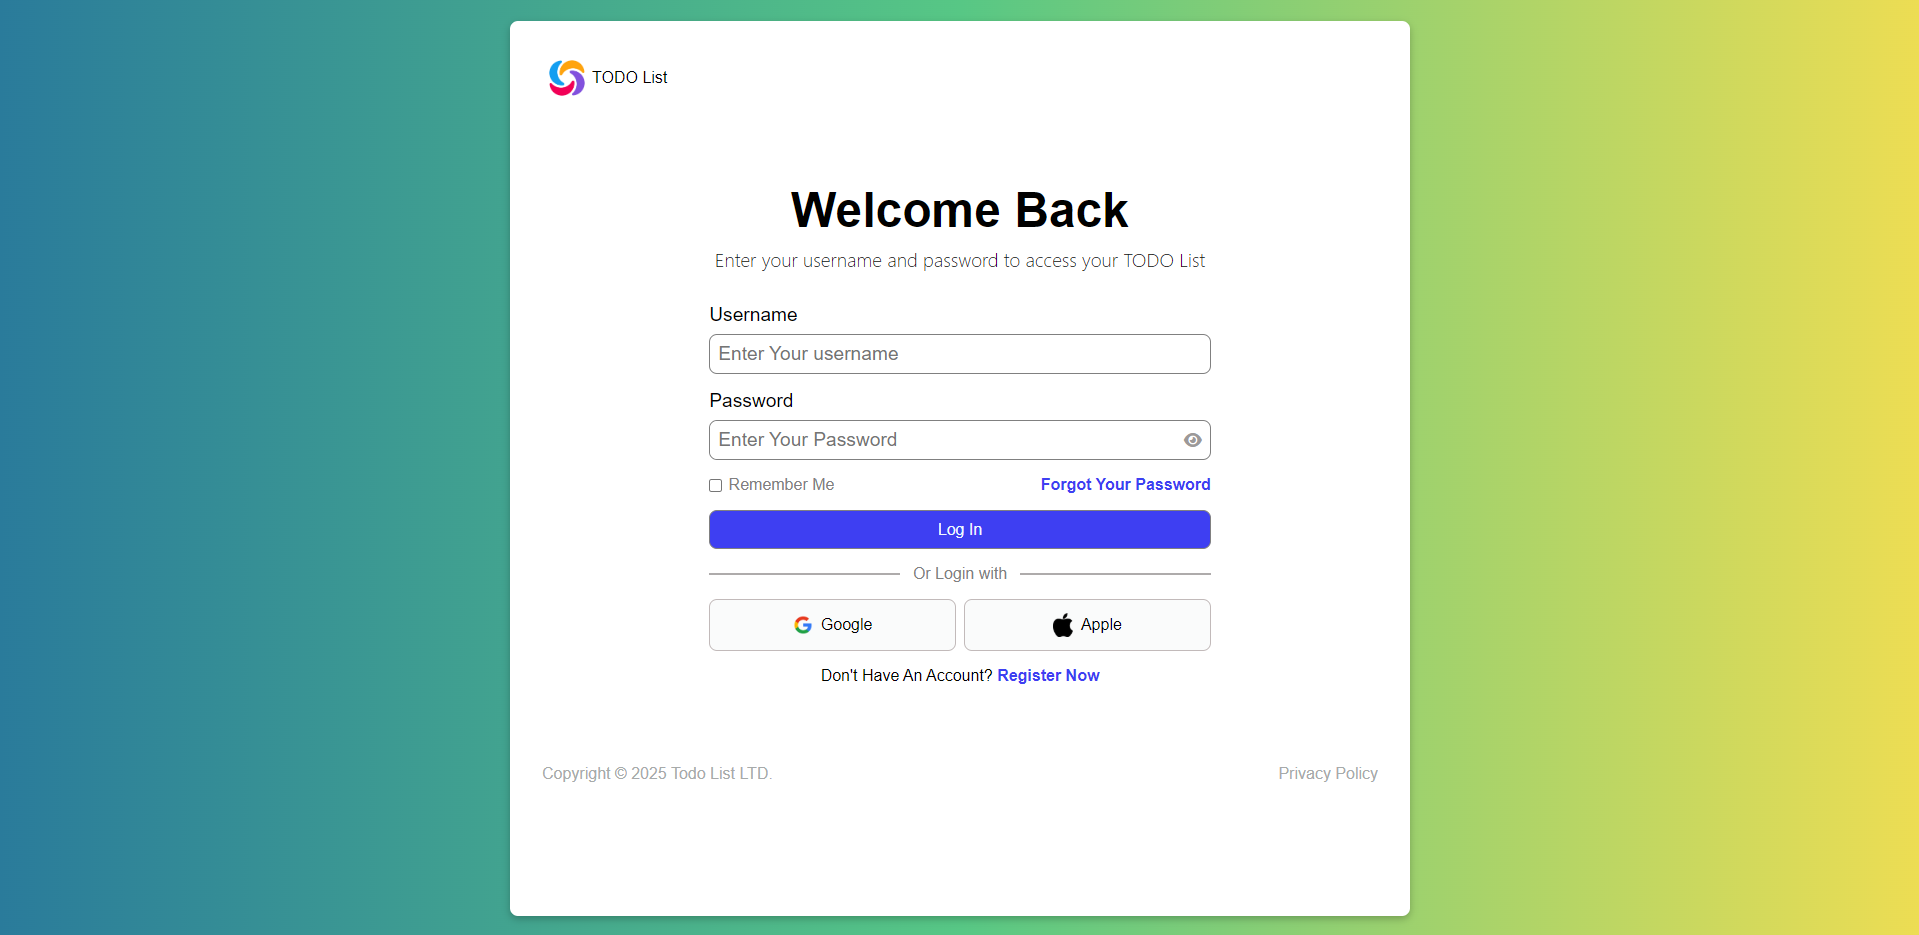 TODO List
Welcome Back
Enter your username and password to access your TODO List
Username
Enter Your username
Password
Enter Your Password
Remember Me Forgot Your Password
Log In
Or Login with
Google Apple
Don't Have An Account? Register Now
Copyright © 2025 Todo List LTD. Privacy Policy